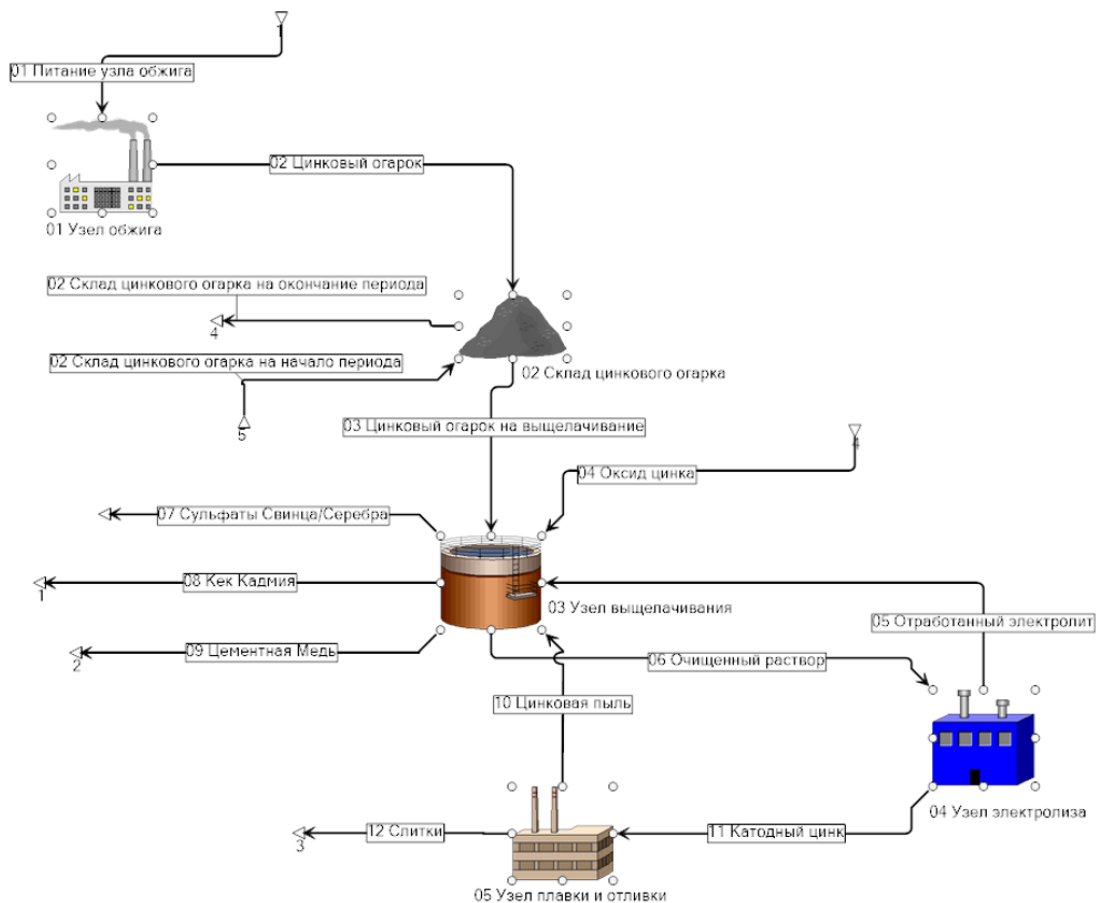 1
01 Питание узла обжига
02 Цинковый огарок
01 Узел обжига
02 Склад цинкового огарка на окончание периода
4
02 Склад цинкового огарка на начало периода
02 Склад цинкового огарка
5
03 Цинковый огарок на выщелачивание
4
04 Оксид цинка
07 Сульфаты Свинца/Серебра
08 Кек Кадмия
1
03 Узел выщелачивания
05 Отработанный электролит
09 Цементная Медь
2
06 Очищенный раствор
10 Цинковая пыль
04 Узел электролиза
12 Слитки
3
11 Катодный цинк
05 Узел плавки и отливки